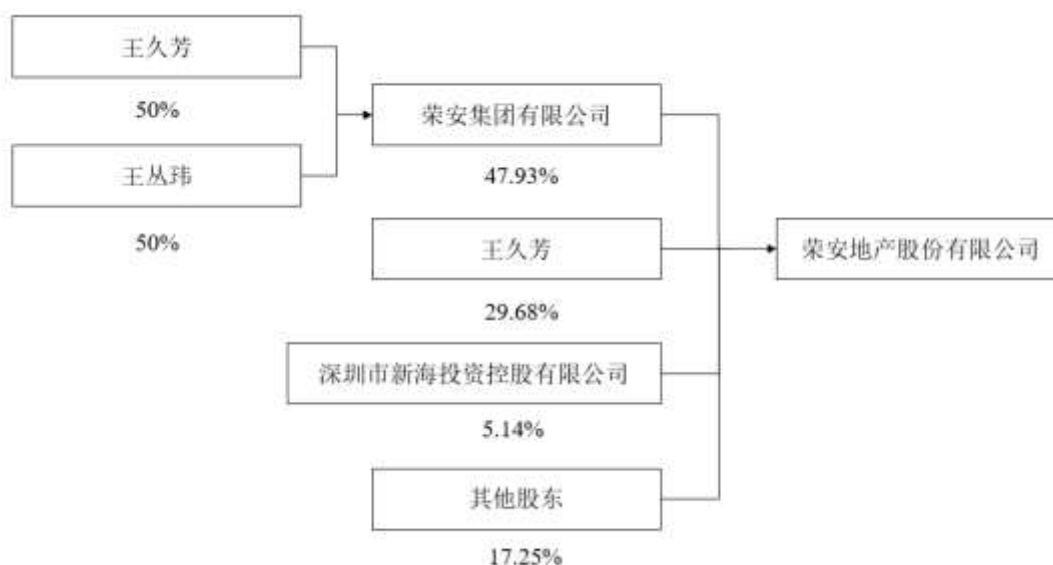 王久芳
50%
王丛玮
50%
荣安集团有限公司
47.93%
王久芳
29.68%
深圳市新海投资控股有限公司
5.14%
其他股东
17.25%
荣安地产股份有限公司